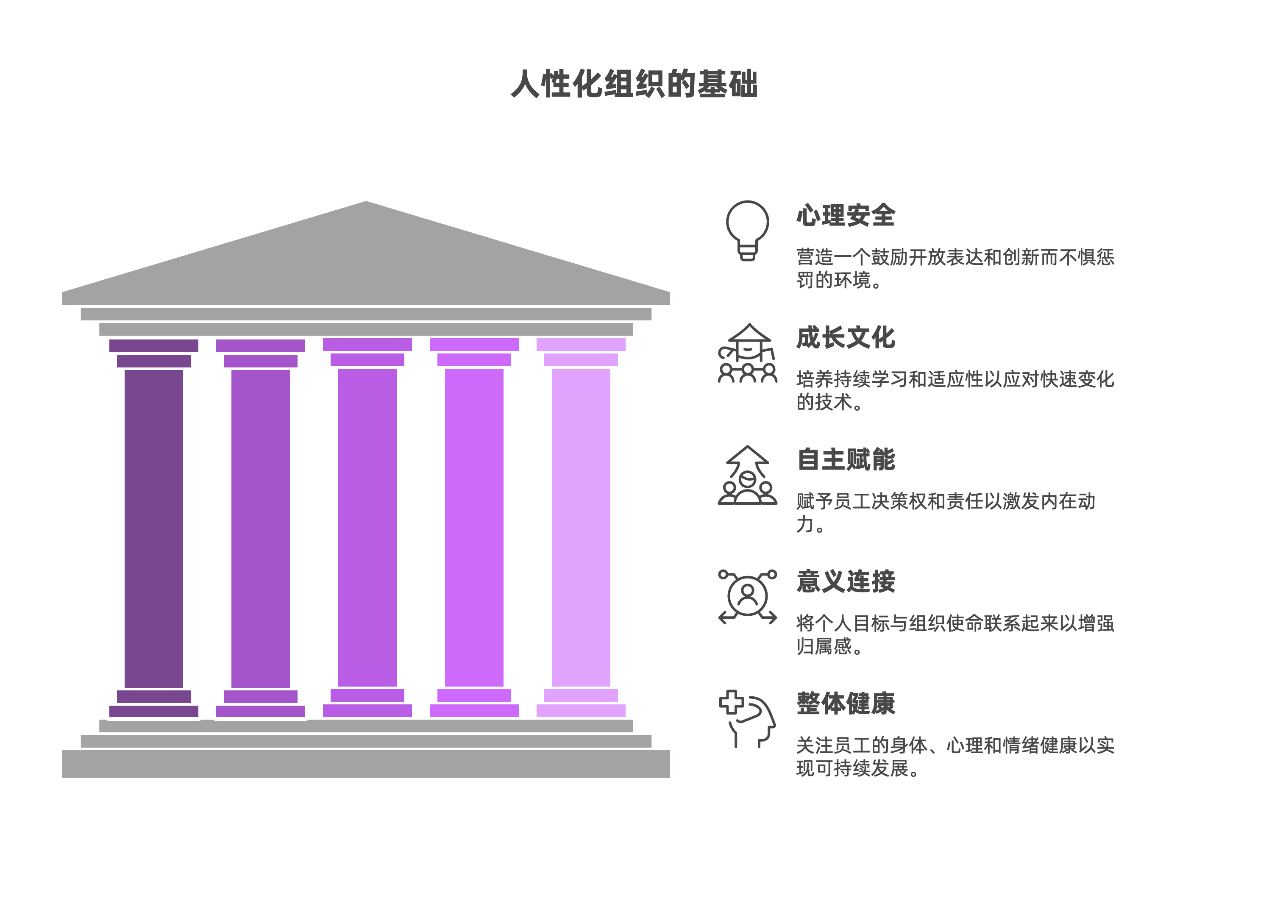 人性化组织的基础
心理安全
营造一个鼓励开放表达和创新而不惧惩
罚的环境。
成长文化
培养持续学习和适应性以应对快速变化
的技术。
自主赋能
赋予员工决策权和责任以激发内在动
力。
意义连接
将个人目标与组织使命联系起来以增强
归属感。
整体健康
关注员工的身体、心理和情绪健康以实
现可持续发展。